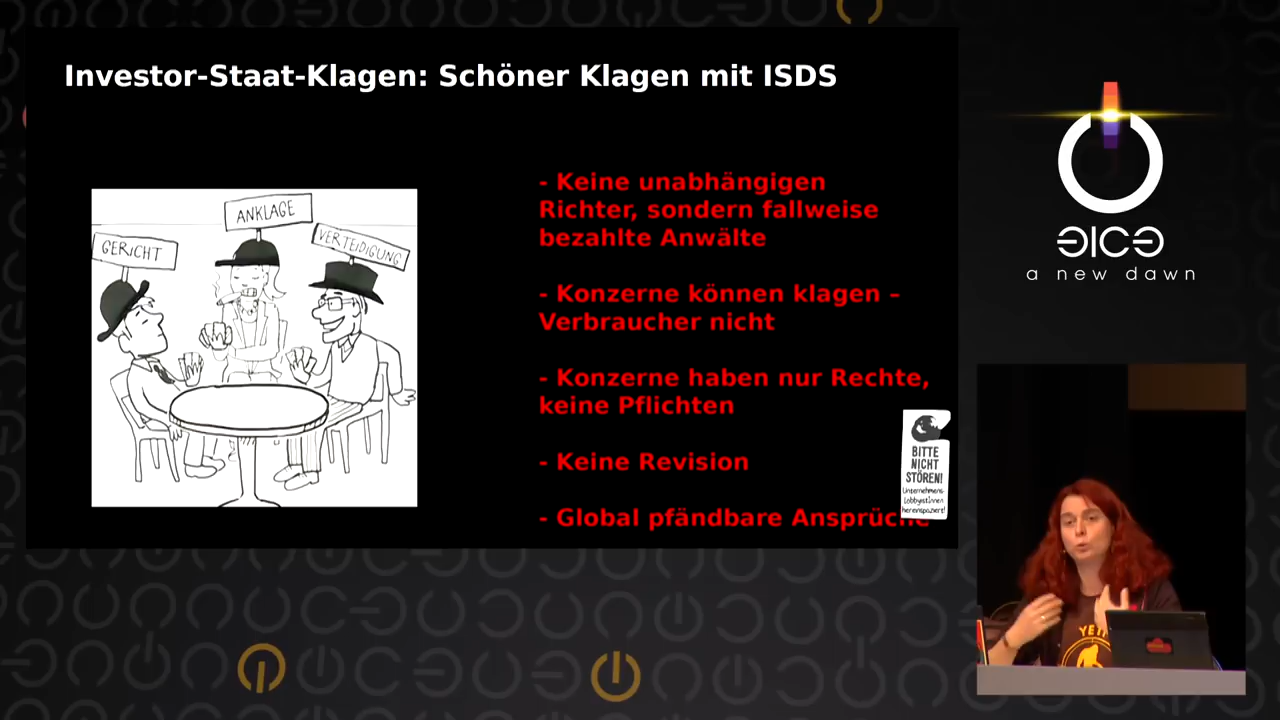 Investor-Staat-Klagen: Schöner Klagen mit ISDS
GERICHT
ANKLAGE
VERTEIDIGUNG
- Keine unabhängigen
Richter, sondern fallweise
bezahlte Anwälte
- Konzerne können klagen –
Verbraucher nicht
- Konzerne haben nur Rechte,
keine Pflichten
- Keine Revision
- Global pfändbare Ansprüche
BITTE
NICHT
STÖREN!
Unternehmens
Lobbyistinnen
hereinspaziert!
a new dawn